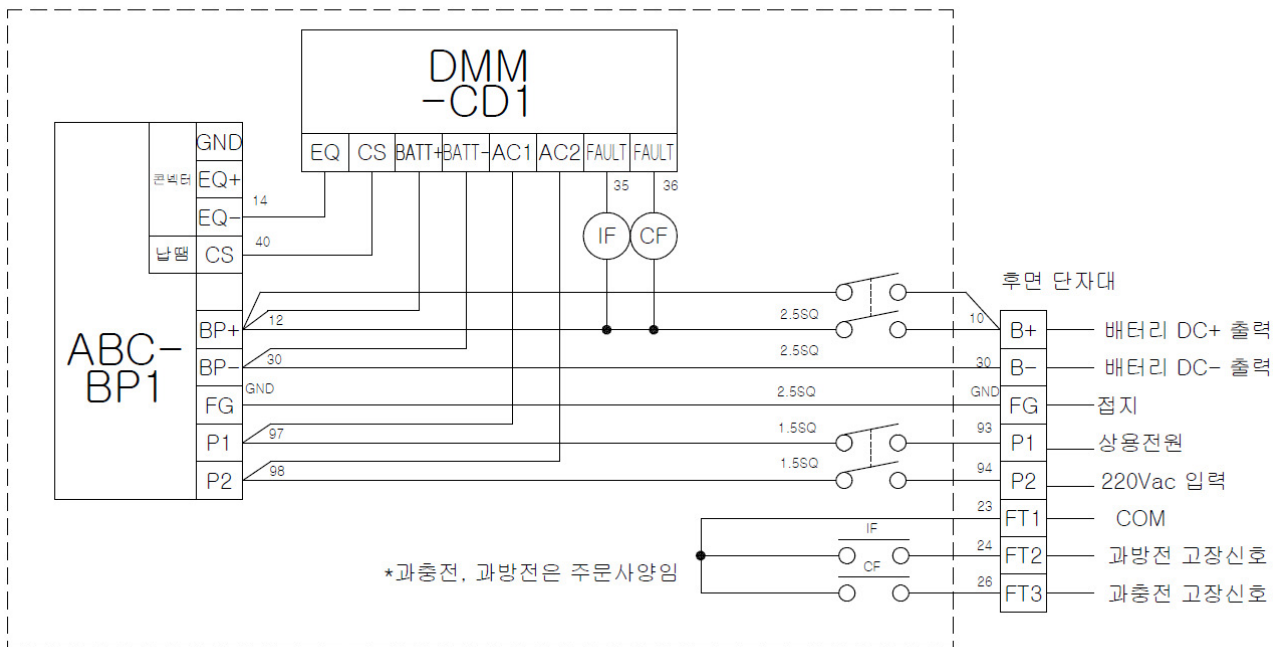 DMM
-CD1
EQ CS BATT+ BATT- AC1 AC2 FAULT FAULT
35 36
IF CF
GND
콘넥터 EQ+
14
EQ-
40
납땜 CS
ABC-
BP1
BP+ 12
BP- 30
FG GND
P1 97
P2 98
2.5SQ
2.5SQ
2.5SQ
1.5SQ
1.5SQ
후면 단자대
10 B+ 배터리 DC+ 출력
30 B- 배터리 DC- 출력
GND FG 접지
93 P1 상용전원
94 P2 220Vac 입력
23 FT1 COM
IF 24 FT2 과방전 고장신호
CF 26 FT3 과충전 고장신호
*과충전, 과방전은 주문사양임